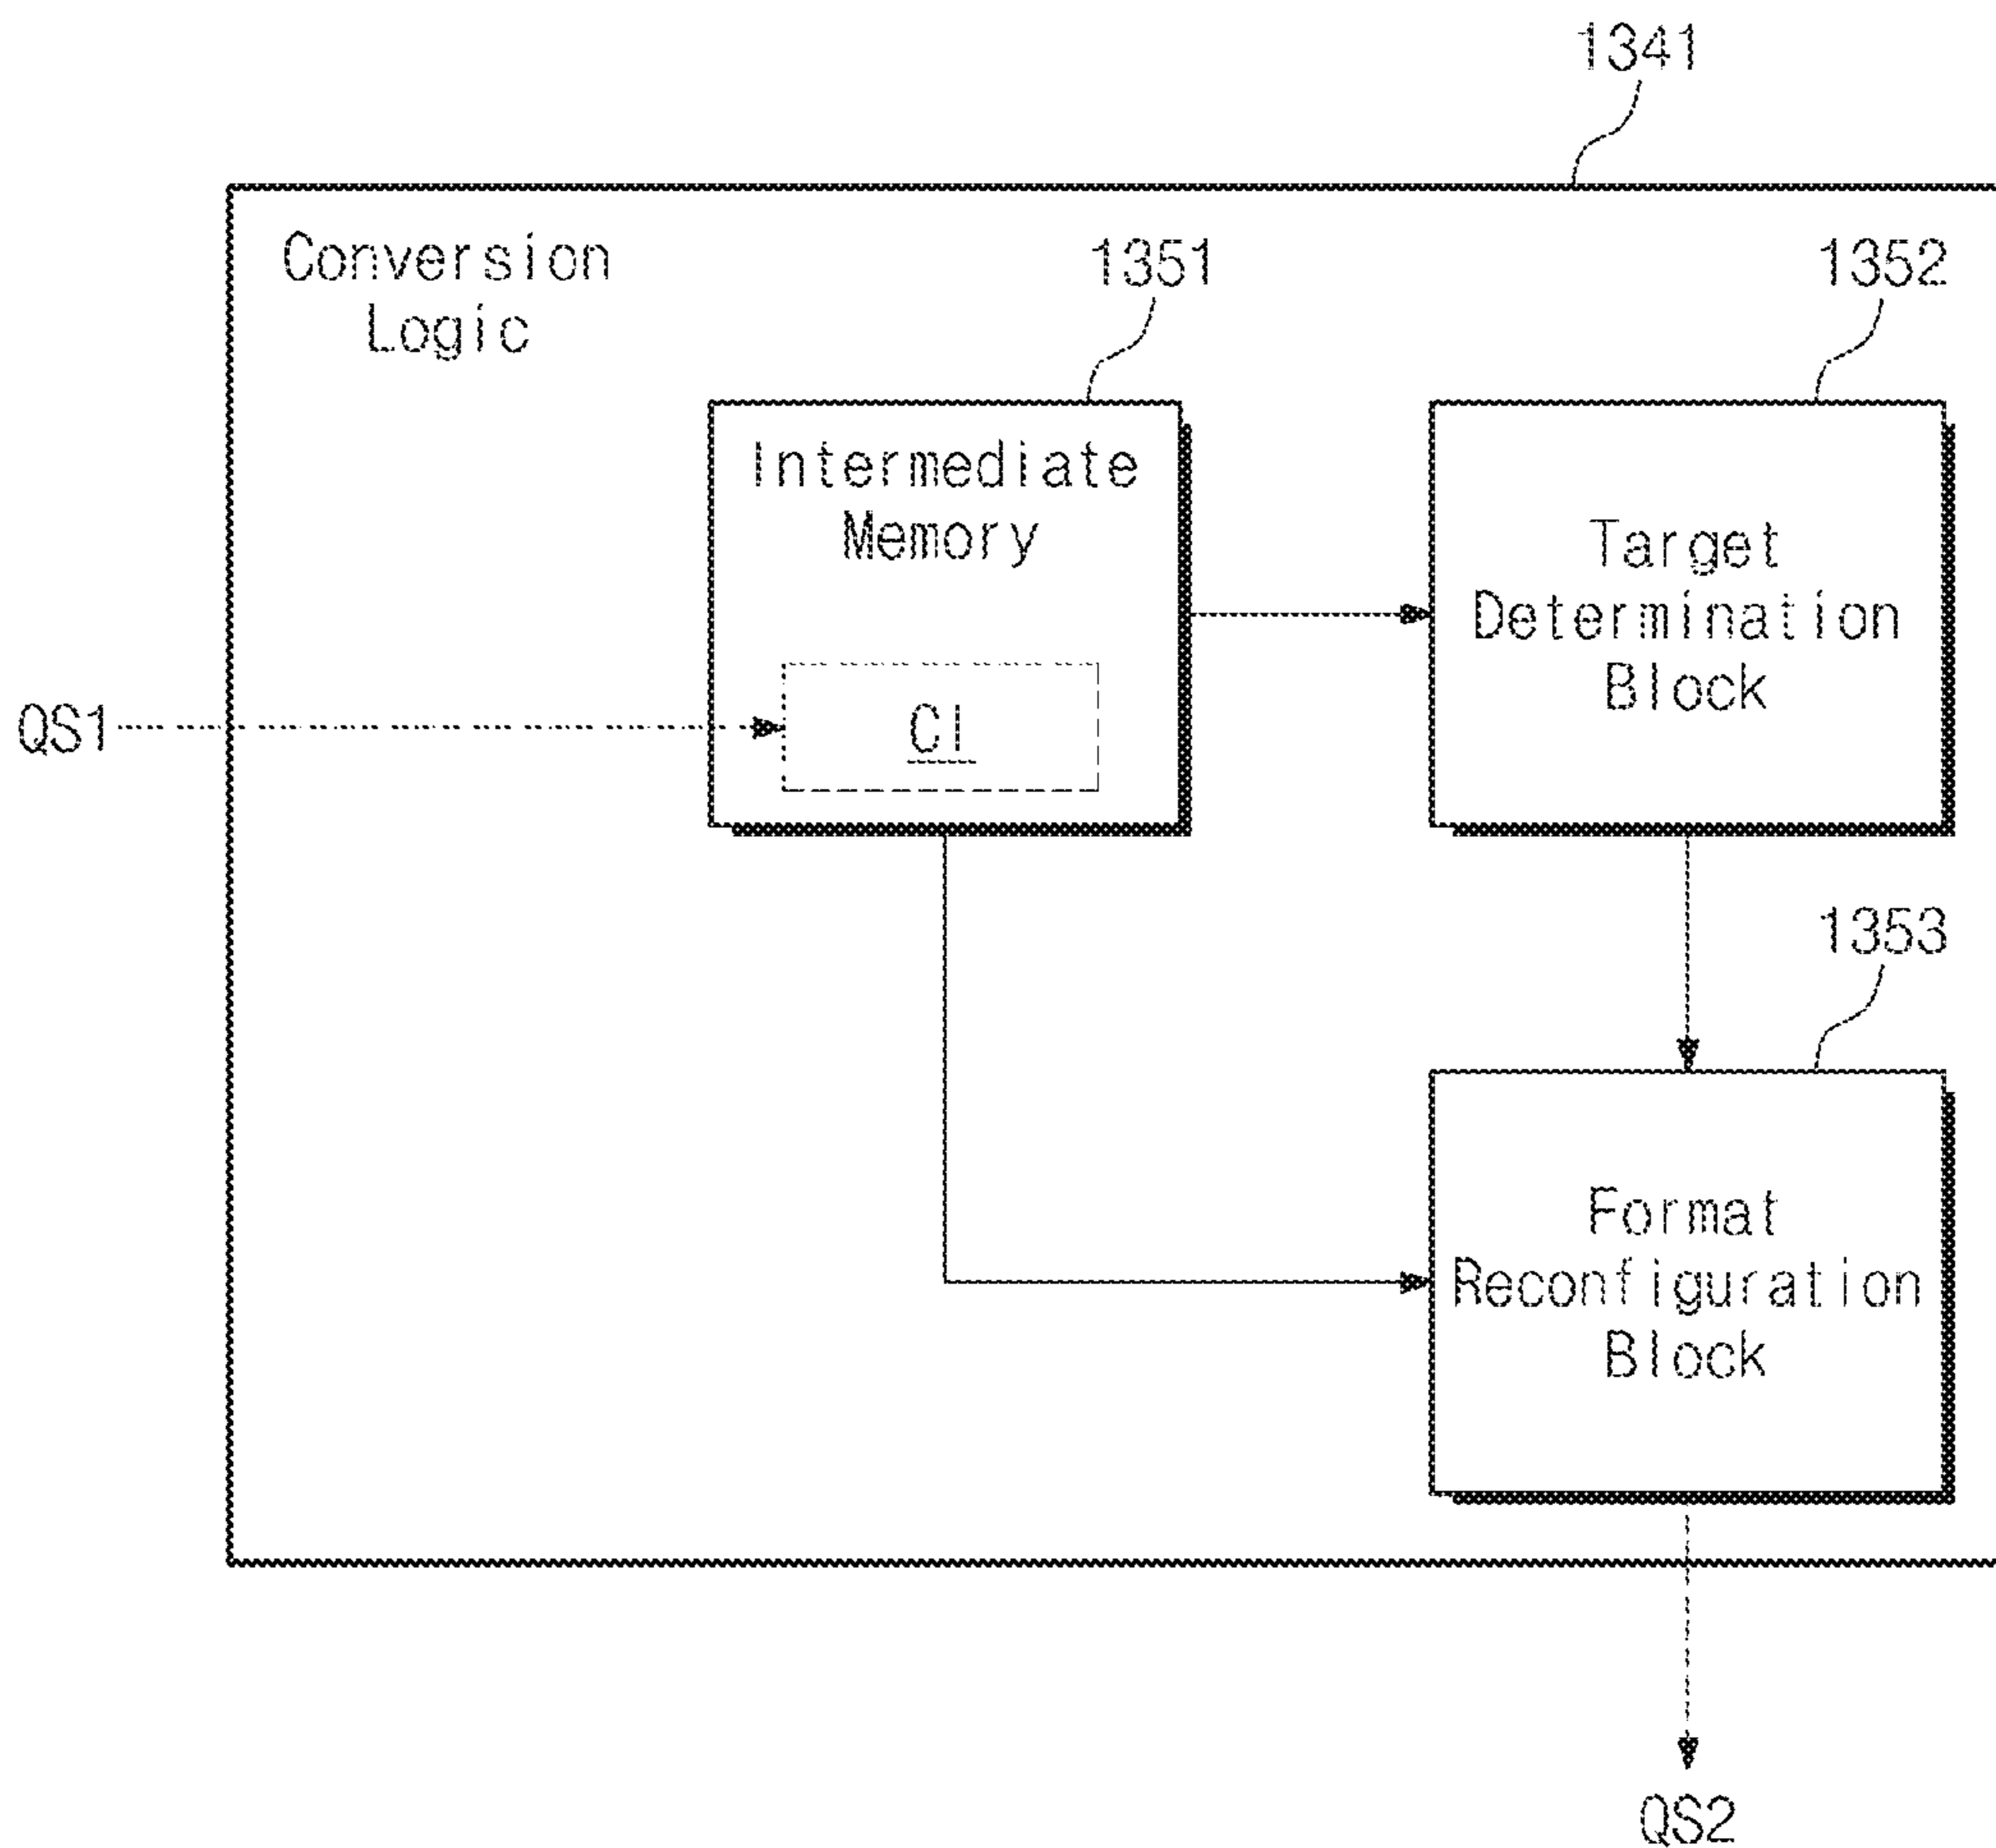 1341
Conversion
Logic
1351
1352
Intermediate
Memory
Target
Determination
Block
QS1
CI
1353
Format
Reconfiguration
Block
QS2